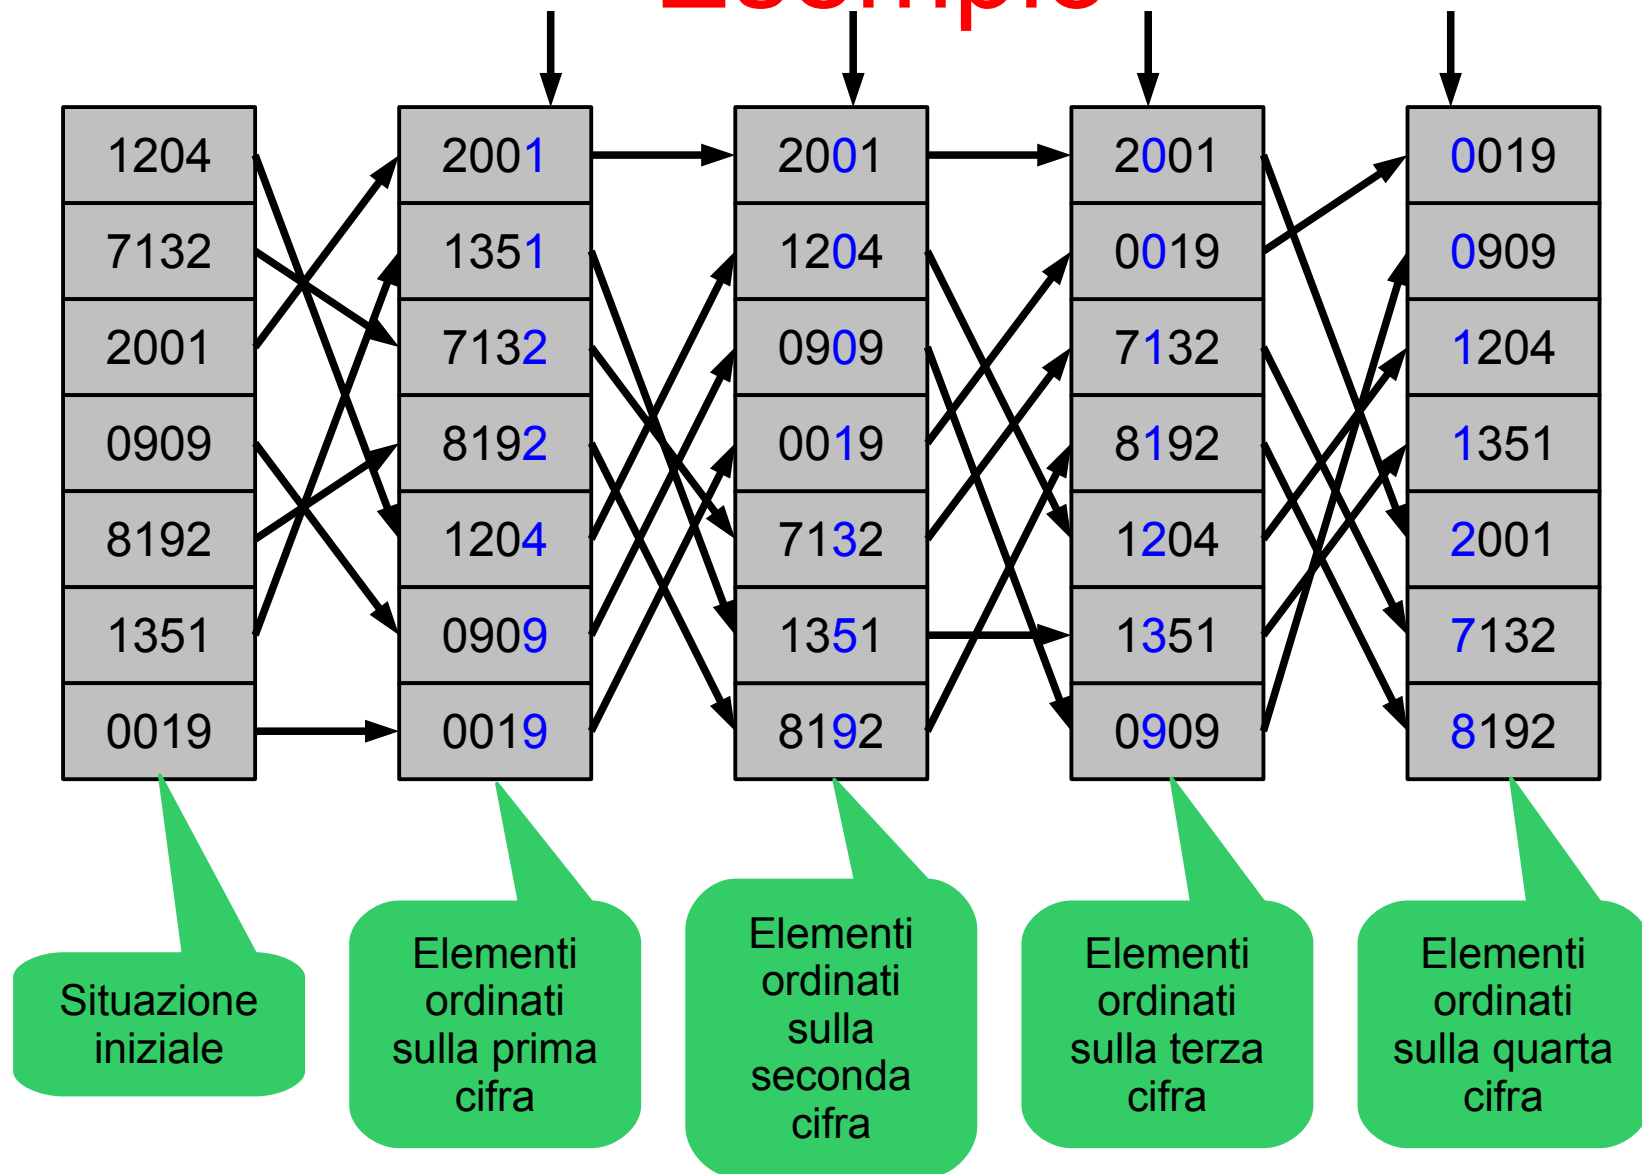 Esempio
1204 2001 2001 2001 0019
7132 1351 1204 0019 0909
2001 7132 0909 7132 1204
0909 8192 0019 8192 1351
8192 1204 7132 1204 2001
1351 0909 1351 1351 7132
0019 0019 8192 0909 8192
Situazione
iniziale
Elementi
ordinati
sulla prima
cifra
Elementi
ordinati
sulla
seconda
cifra
Elementi
ordinati
sulla terza
cifra
Elementi
ordinati
sulla quarta
cifra